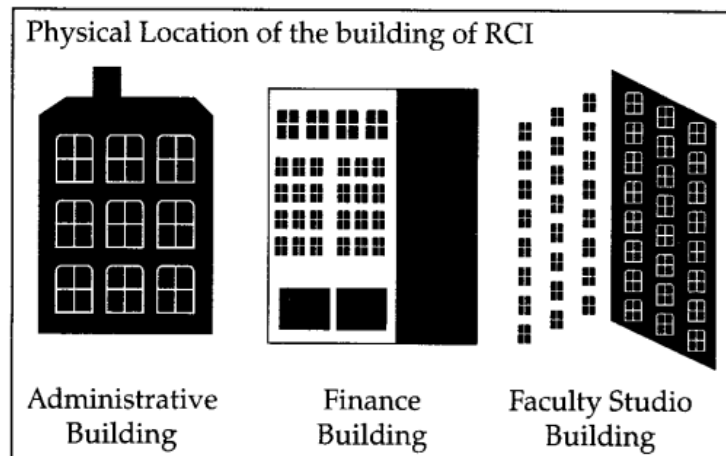 Physical Location of the building of RCI
Administrative Building
Finance Building
Faculty Studio Building